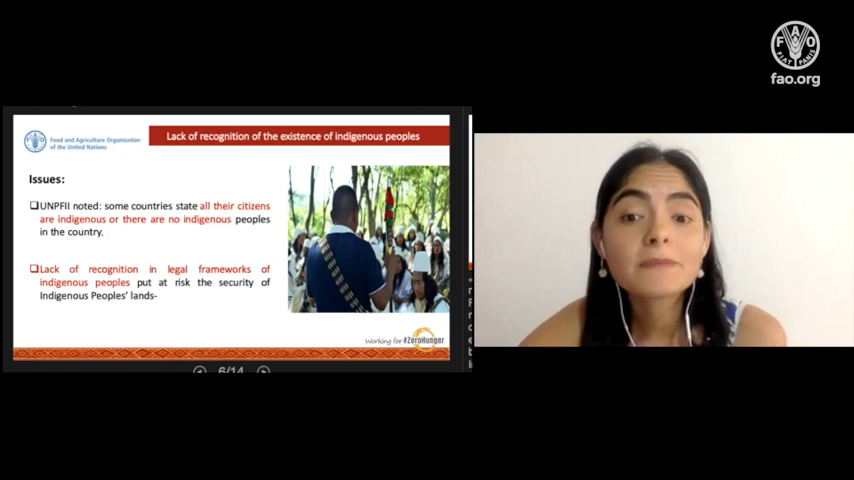 FAO
FIAT PANIS
fao.org
Food and Agriculture Organization
of the United Nations
Lack of recognition of the existence of indigenous peoples
Issues:
UNPFII noted: some countries state all their citizens
are indigenous or there are no indigenous peoples
in the country.
Lack of recognition in legal frameworks of
indigenous peoples put at risk the security of
Indigenous Peoples' lands-
Working for #ZeroHunger
6/14